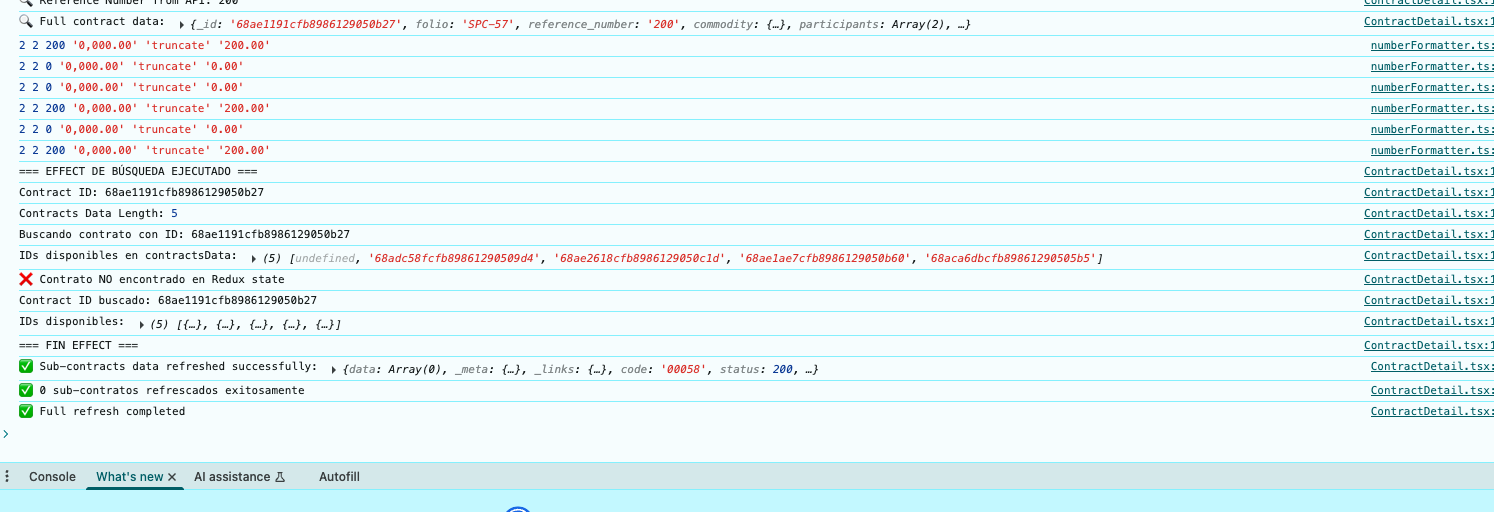 🔍 Reference Number from API: 200 ContractDetail.tsx:1
🔍 Full contract data: ▶ {_id: '68ae1191cfb8986129050b27', folio: 'SPC-57', reference_number: '200', commodity: {…}, participants: Array(2), …} ContractDetail.tsx:1
2 2 200 '0,000.00' 'truncate' '200.00' numberFormatter.ts:
2 2 0 '0,000.00' 'truncate' '0.00' numberFormatter.ts:
2 2 0 '0,000.00' 'truncate' '0.00' numberFormatter.ts:
2 2 200 '0,000.00' 'truncate' '200.00' numberFormatter.ts:
2 2 0 '0,000.00' 'truncate' '0.00' numberFormatter.ts:
2 2 200 '0,000.00' 'truncate' '200.00' numberFormatter.ts:
=== EFFECT DE BÚSQUEDA EJECUTADO === ContractDetail.tsx:1
Contract ID: 68ae1191cfb8986129050b27 ContractDetail.tsx:1
Contracts Data Length: 5 ContractDetail.tsx:1
Buscando contrato con ID: 68ae1191cfb8986129050b27 ContractDetail.tsx:1
IDs disponibles en contractsData: ▶ (5) [undefined, '68adc58fcfb89861290509d4', '68ae2618cfb8986129050c1d', '68ae1ae7cfb8986129050b60', '68aca6dbcfb89861290505b5'] ContractDetail.tsx:1
❌ Contrato NO encontrado en Redux state ContractDetail.tsx:1
Contract ID buscado: 68ae1191cfb8986129050b27 ContractDetail.tsx:1
IDs disponibles: ▶ (5) [{…}, {…}, {…}, {…}, {…}] ContractDetail.tsx:1
=== FIN EFFECT === ContractDetail.tsx:1
✅ Sub-contracts data refreshed successfully: ▶ {data: Array(0), _meta: {…}, _links: {…}, code: '00058', status: 200, …} ContractDetail.tsx:
✅ 0 sub-contratos refrescados exitosamente ContractDetail.tsx:
✅ Full refresh completed ContractDetail.tsx:
>
Console What's new × AI assistance Autofill